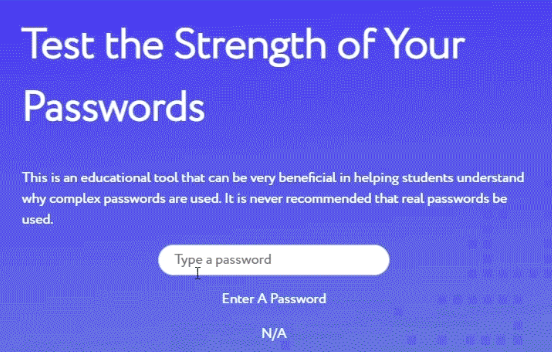 Test the Strength of Your
Passwords
This is an educational tool that can be very beneficial in helping students understand
why complex passwords are used. It is never recommended that real passwords be
used.
Type a password
Enter A Password
N/A